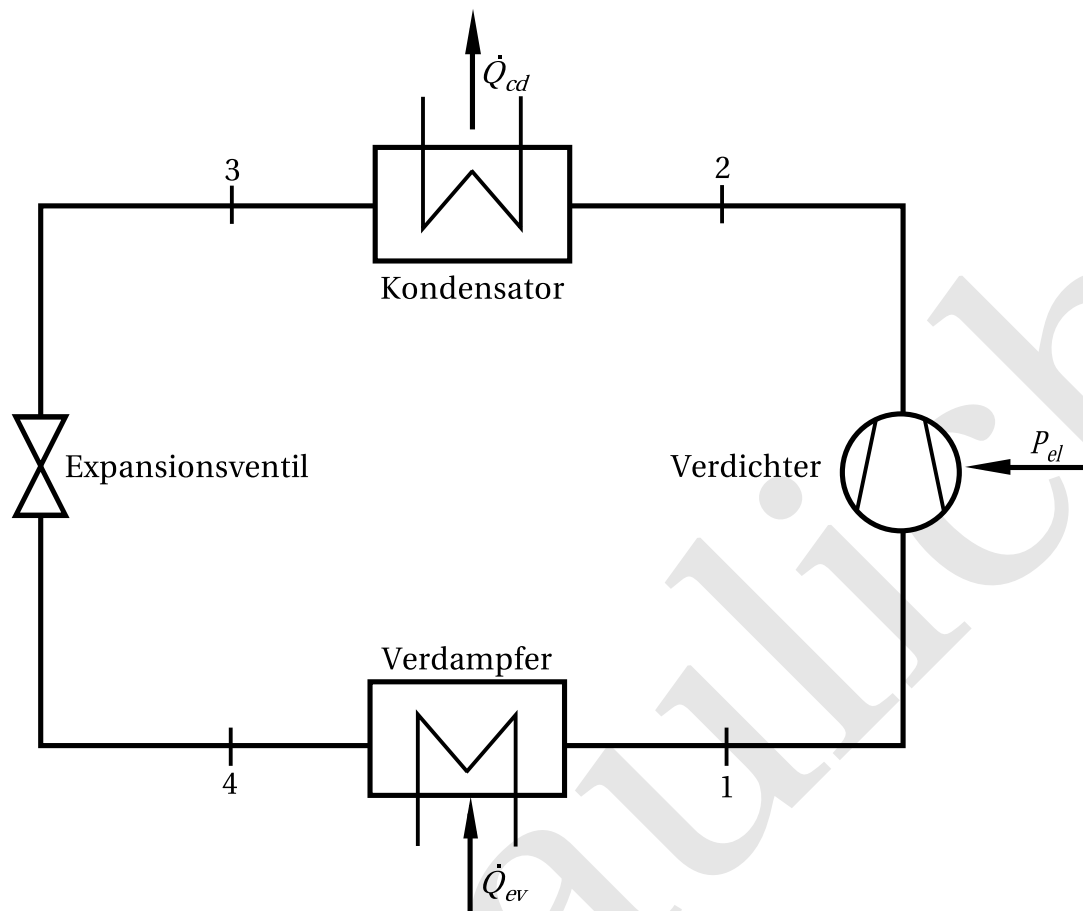 Q̇cd
3
2
Kondensator
Expansionsventil
Verdichter
Pel
Verdampfer
4
1
Q̇ev